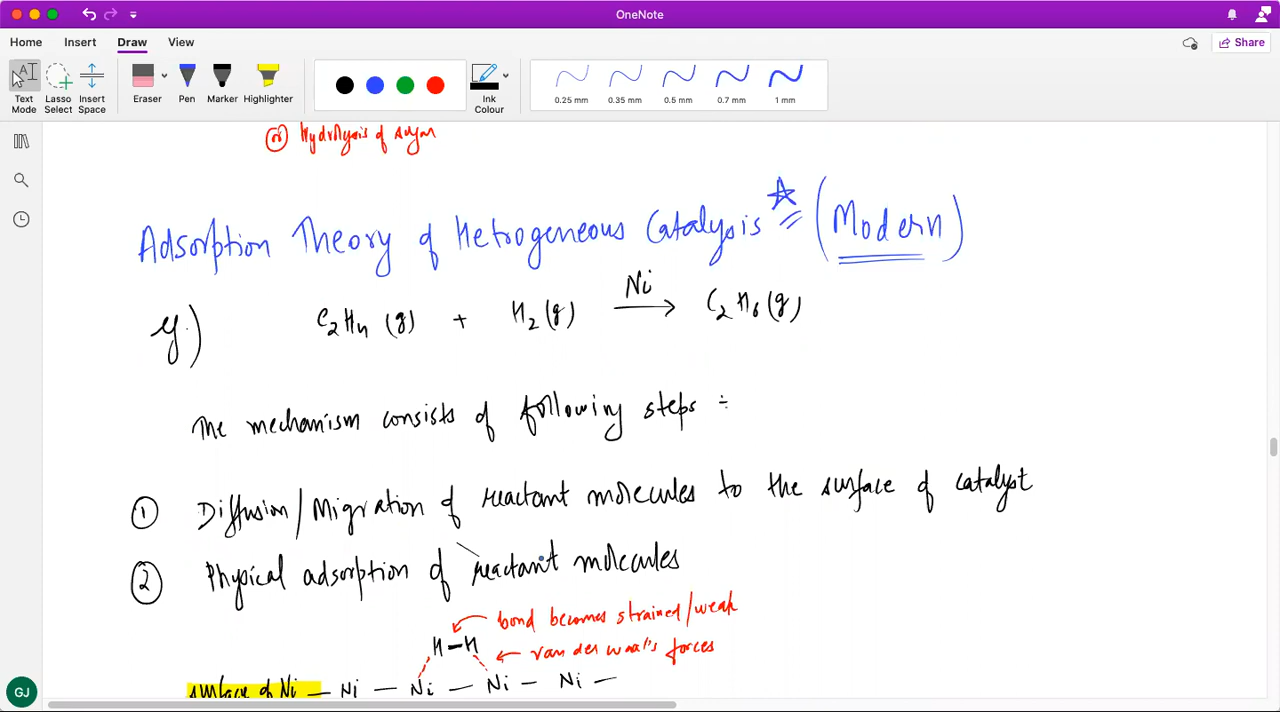 OneNote
Home Insert Draw View
Share
Text Mode
Lasso Select
Insert Space
Eraser
Pen
Marker
Highlighter
Ink Colour
0.25 mm
0.35 mm
0.5 mm
0.7 mm
1 mm
Hydrolysis of sugar
Adsorption Theory of Hetrogeneous Catalysis ☆ (Modern)
eg.) C2H4 (g) + H2(g) Ni → C2H6(g)
The mechanism consists of following steps ÷
① Diffusion/Migration of reactant molecules to the surface of catalyst
② Physical adsorption of reactant molecules
bond becomes strained/weak
H – H
van der waal's forces
surface of Ni – Ni – Ni – Ni – Ni –
GJ